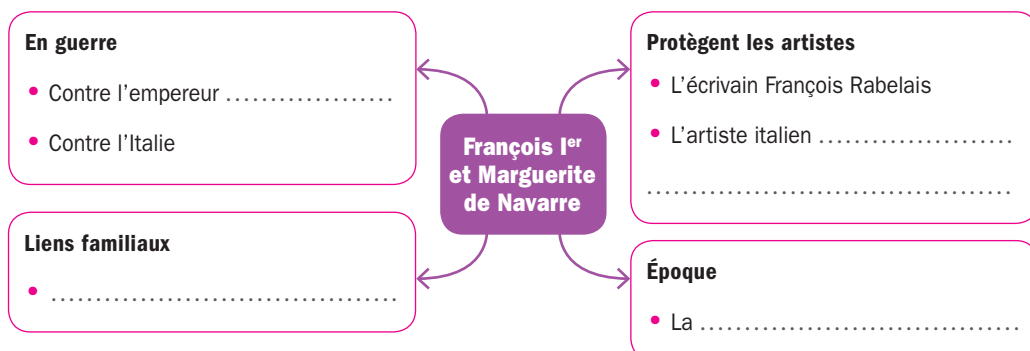 En guerre
• Contre l'empereur ...................
• Contre l'Italie
Liens familiaux
• .......................................
François Ier
et Marguerite
de Navarre
Protègent les artistes
• L'écrivain François Rabelais
• L'artiste italien ......................
.........................................
Époque
• La ....................................